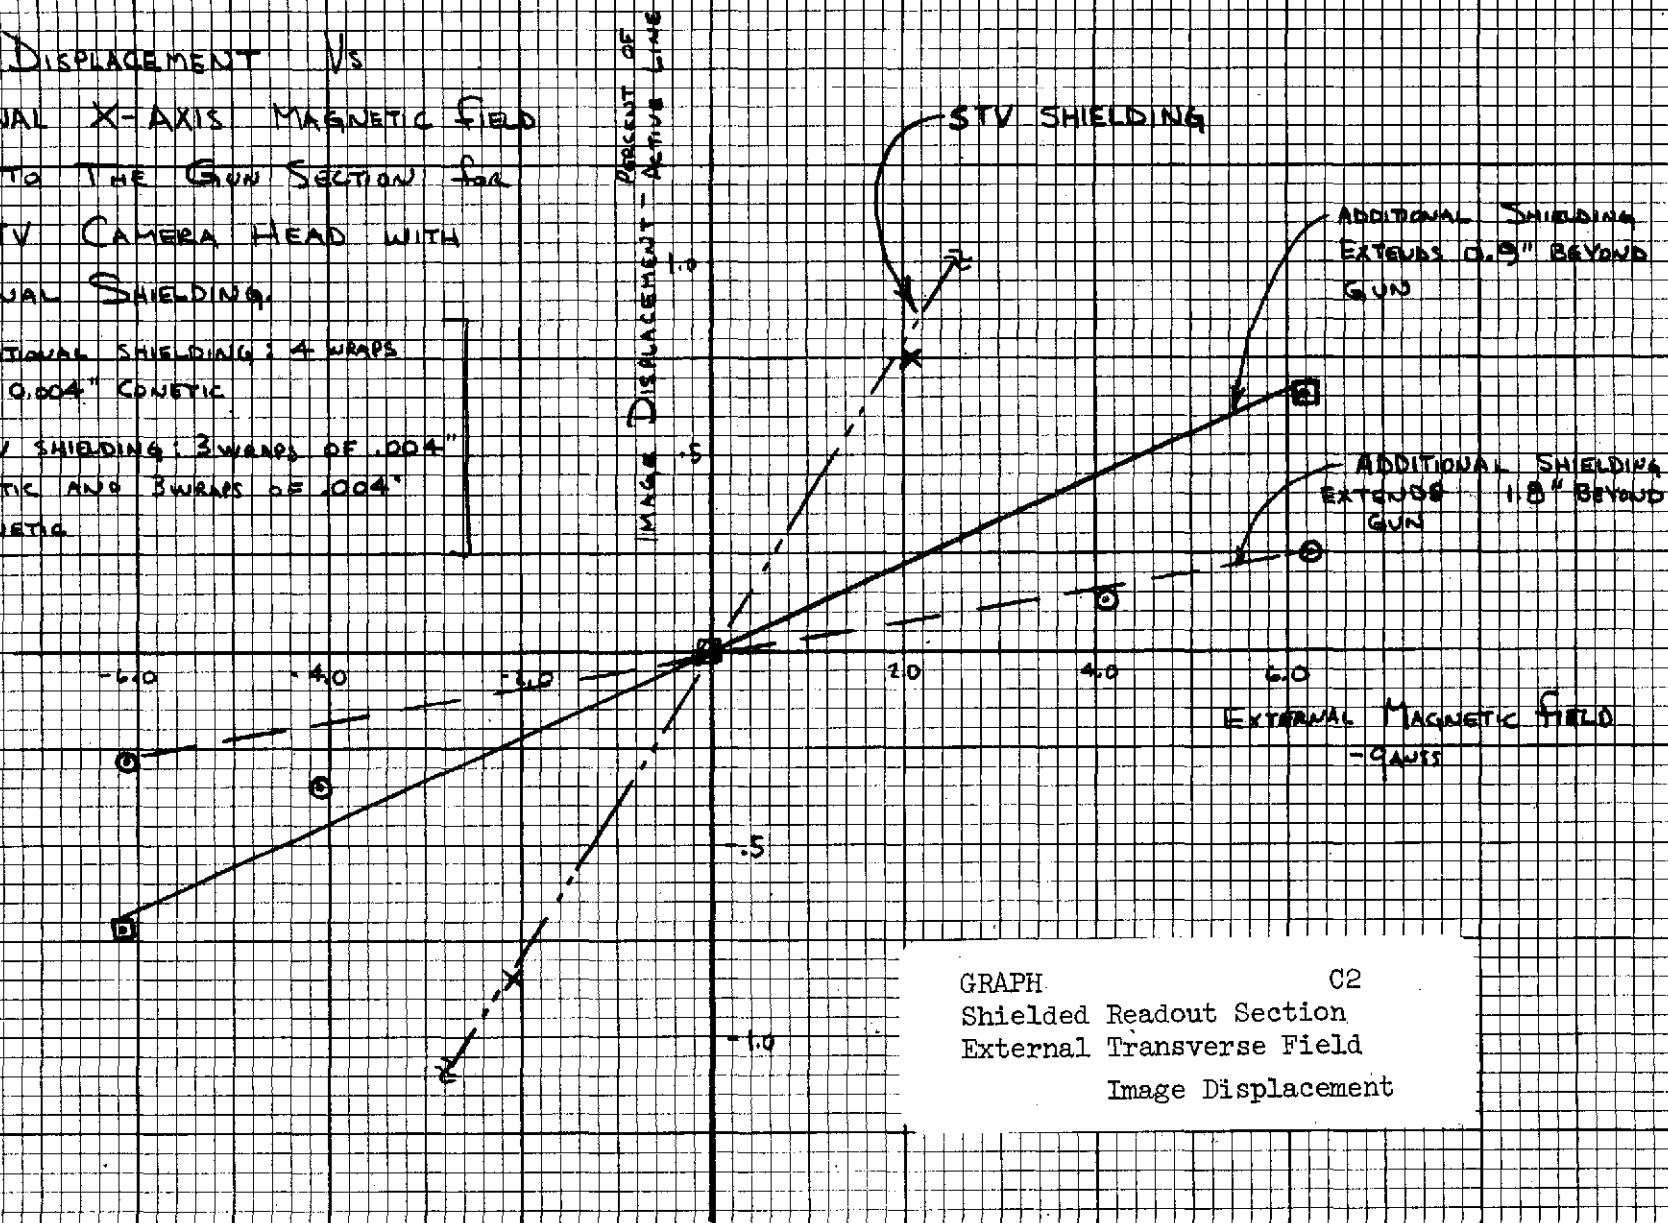 DISPLACEMENT Vs
NAL X-AXIS MAGNETIC FIELD
TO THE GUN SECTION FOR
TV CAMERA HEAD WITH
NAL SHIELDING.
TIONAL SHIELDING: 4 WRAPS
0.004" CONETIC
V SHIELDING: 3 WRAPS OF .004"
TIC AND 3 WRAPS OF .004"
NETIC
IMAGE DISPLACEMENT - PERCENT OF
ACTIVE LINE
STV SHIELDING
ADDITIONAL SHIELDING
EXTENDS 0.9" BEYOND
GUN
ADDITIONAL SHIELDING
EXTENDS 1.8" BEYOND
GUN
1.0
.5
-6.0 -4.0 -2.0 2.0 4.0 6.0
EXTERNAL MAGNETIC FIELD
-gauss
-.5
-1.0
GRAPH C2
Shielded Readout Section
External Transverse Field
Image Displacement